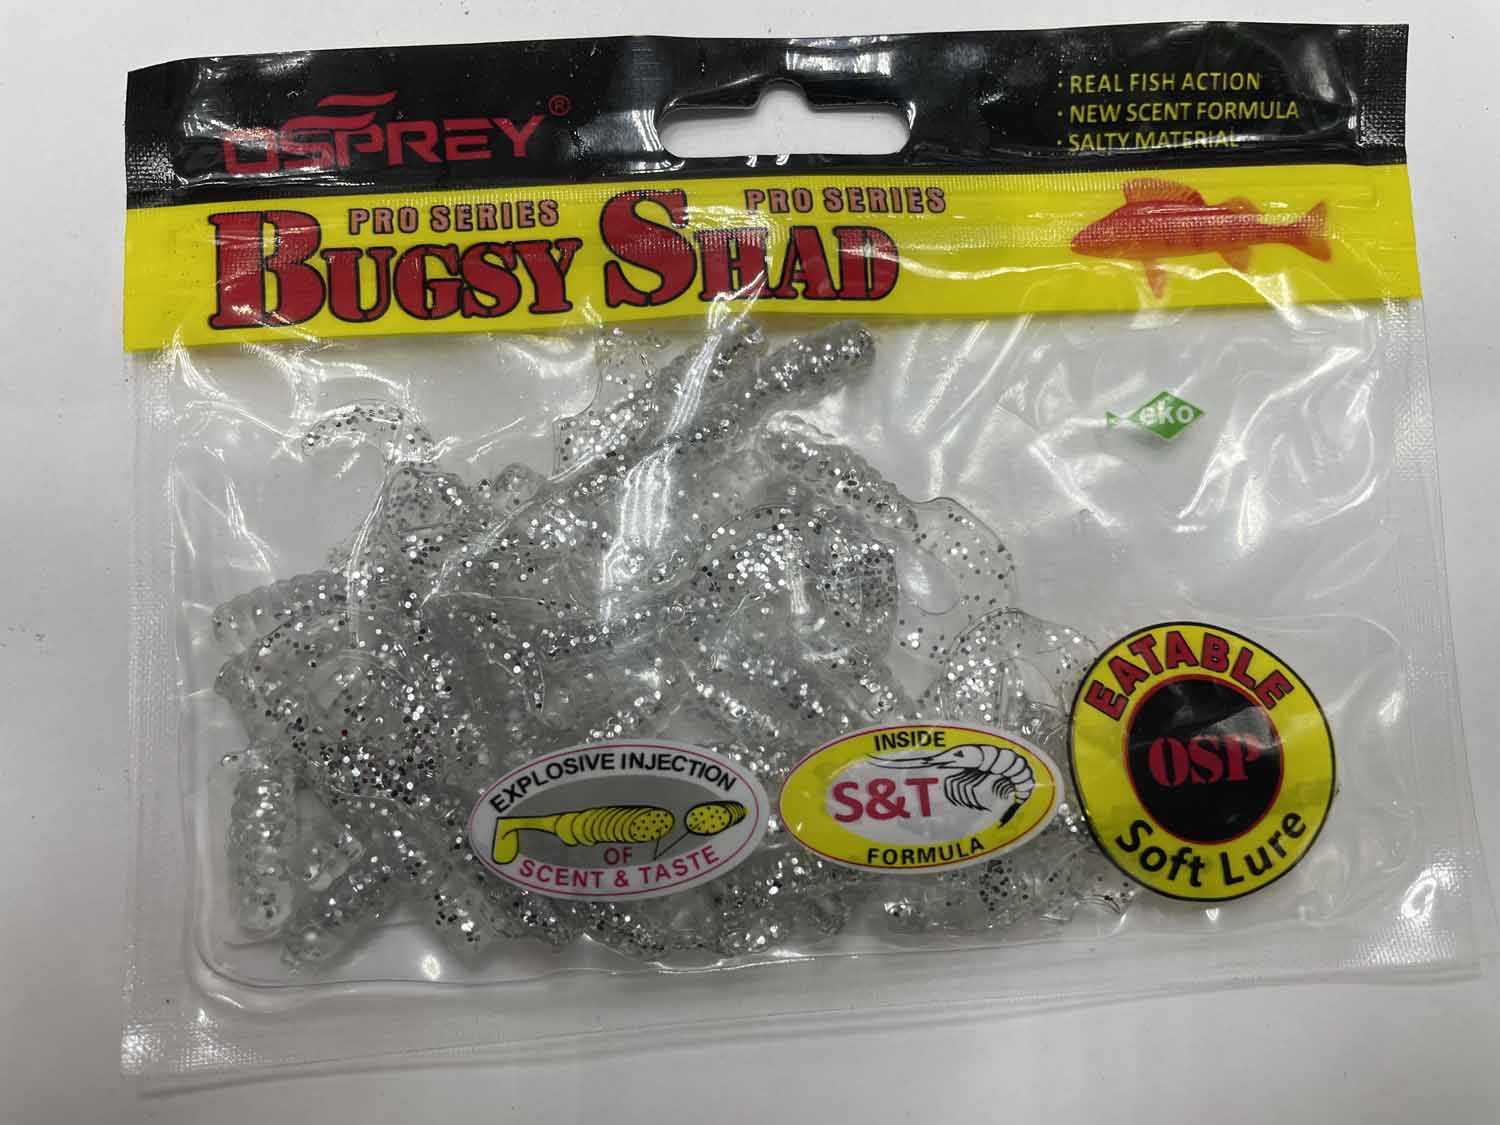 OSPREY®
· REAL FISH ACTION
· NEW SCENT FORMULA
· SALTY MATERIAL
PRO SERIES PRO SERIES
BUGSY SHAD
eko
EATABLE
OSP
Soft Lure
INSIDE
S&T
FORMULA
EXPLOSIVE INJECTION
OF
SCENT & TASTE